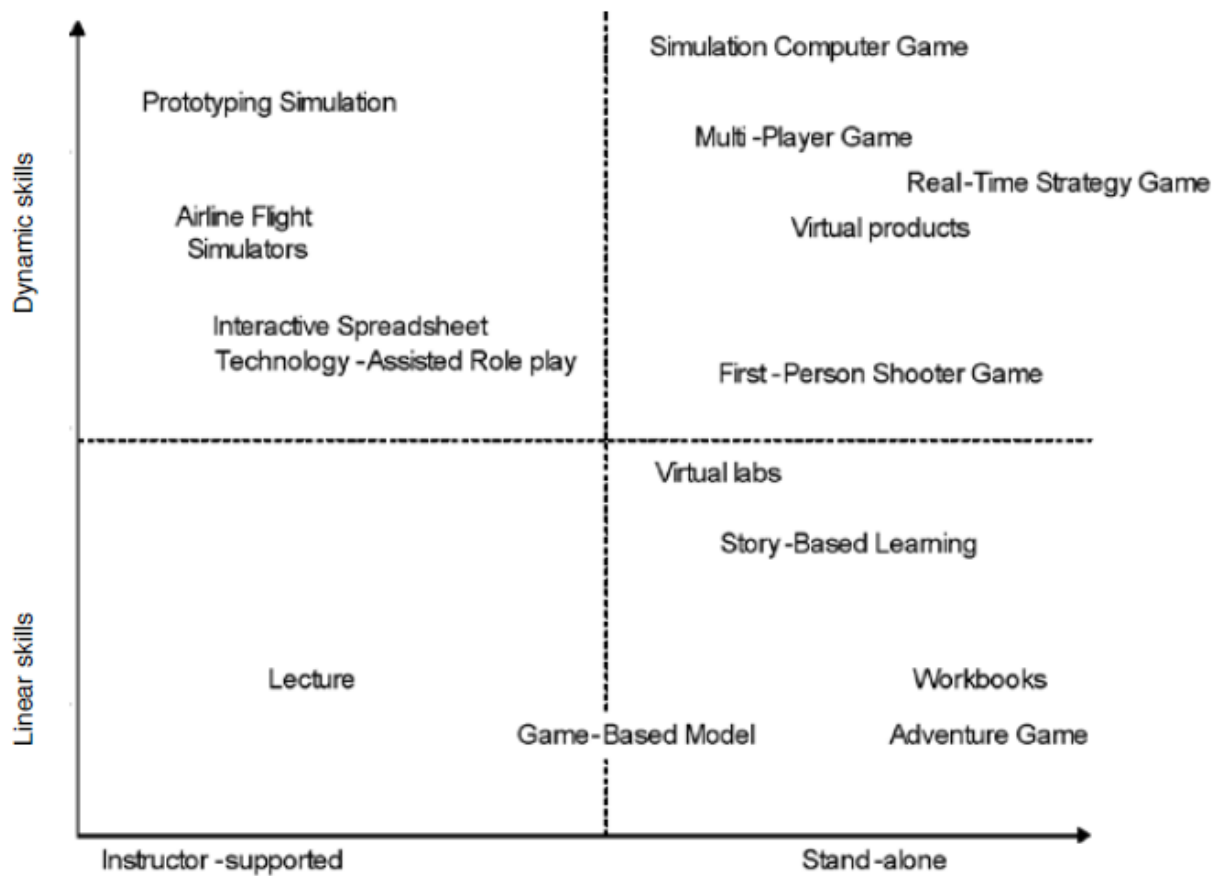 Simulation Computer Game
Prototyping Simulation
Multi-Player Game
Real-Time Strategy Game
Dynamic skills
Airline Flight
Simulators
Virtual products
Interactive Spreadsheet
Technology-Assisted Role play
First-Person Shooter Game
Virtual labs
Story-Based Learning
Linear skills
Lecture
Workbooks
Game-Based Model
Adventure Game
Instructor-supported
Stand-alone